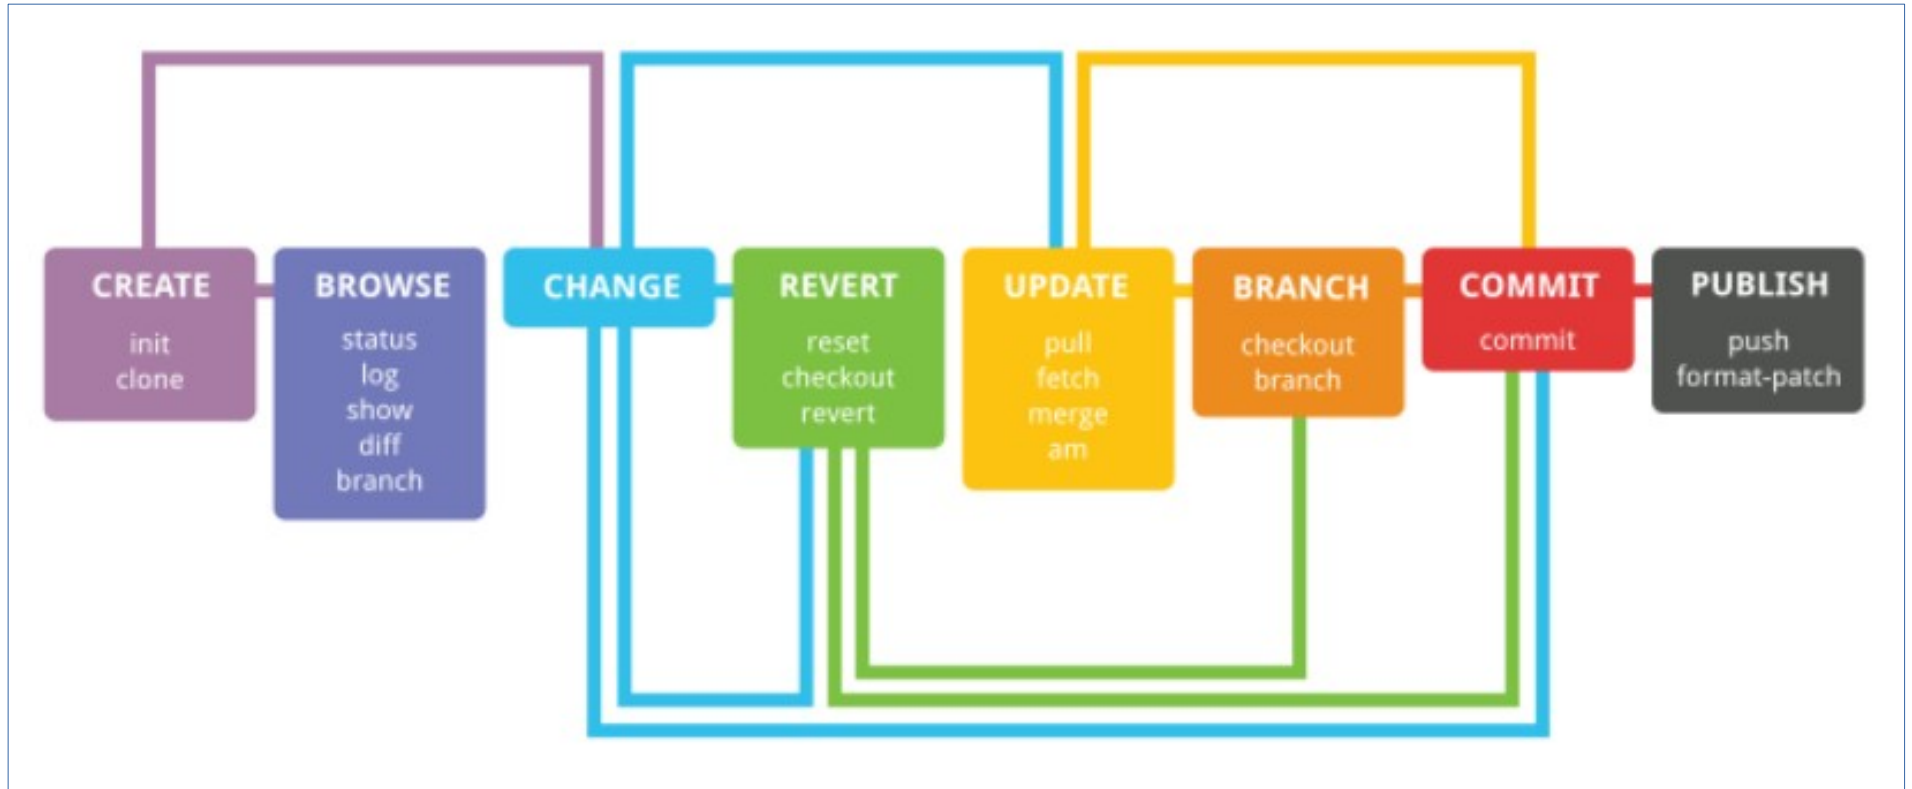 CREATE
init
clone
BROWSE
status
log
show
diff
branch
CHANGE
REVERT
reset
checkout
revert
UPDATE
pull
fetch
merge
am
BRANCH
checkout
branch
COMMIT
commit
PUBLISH
push
format-patch